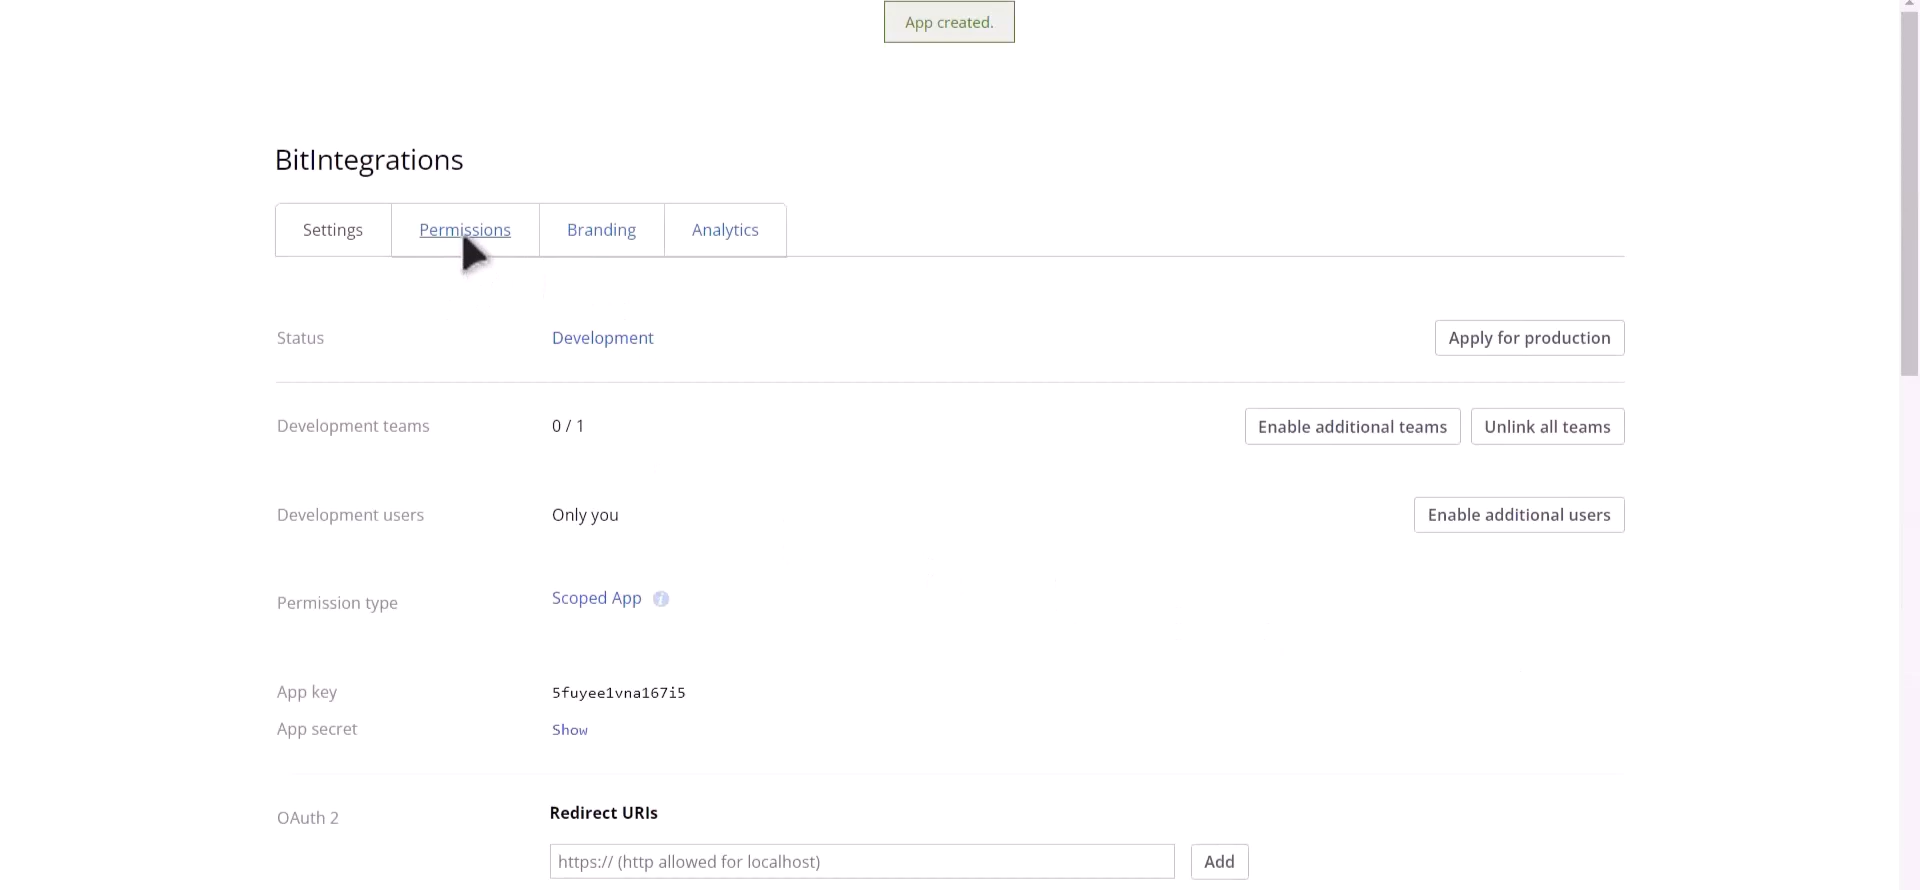 App created.
BitIntegrations
Settings Permissions Branding Analytics
Status Development Apply for production
Development teams 0 / 1 Enable additional teams Unlink all teams
Development users Only you Enable additional users
Permission type Scoped App i
App key 5fuyee1vna167i5
App secret Show
OAuth 2 Redirect URIs
https:// (http allowed for localhost) Add